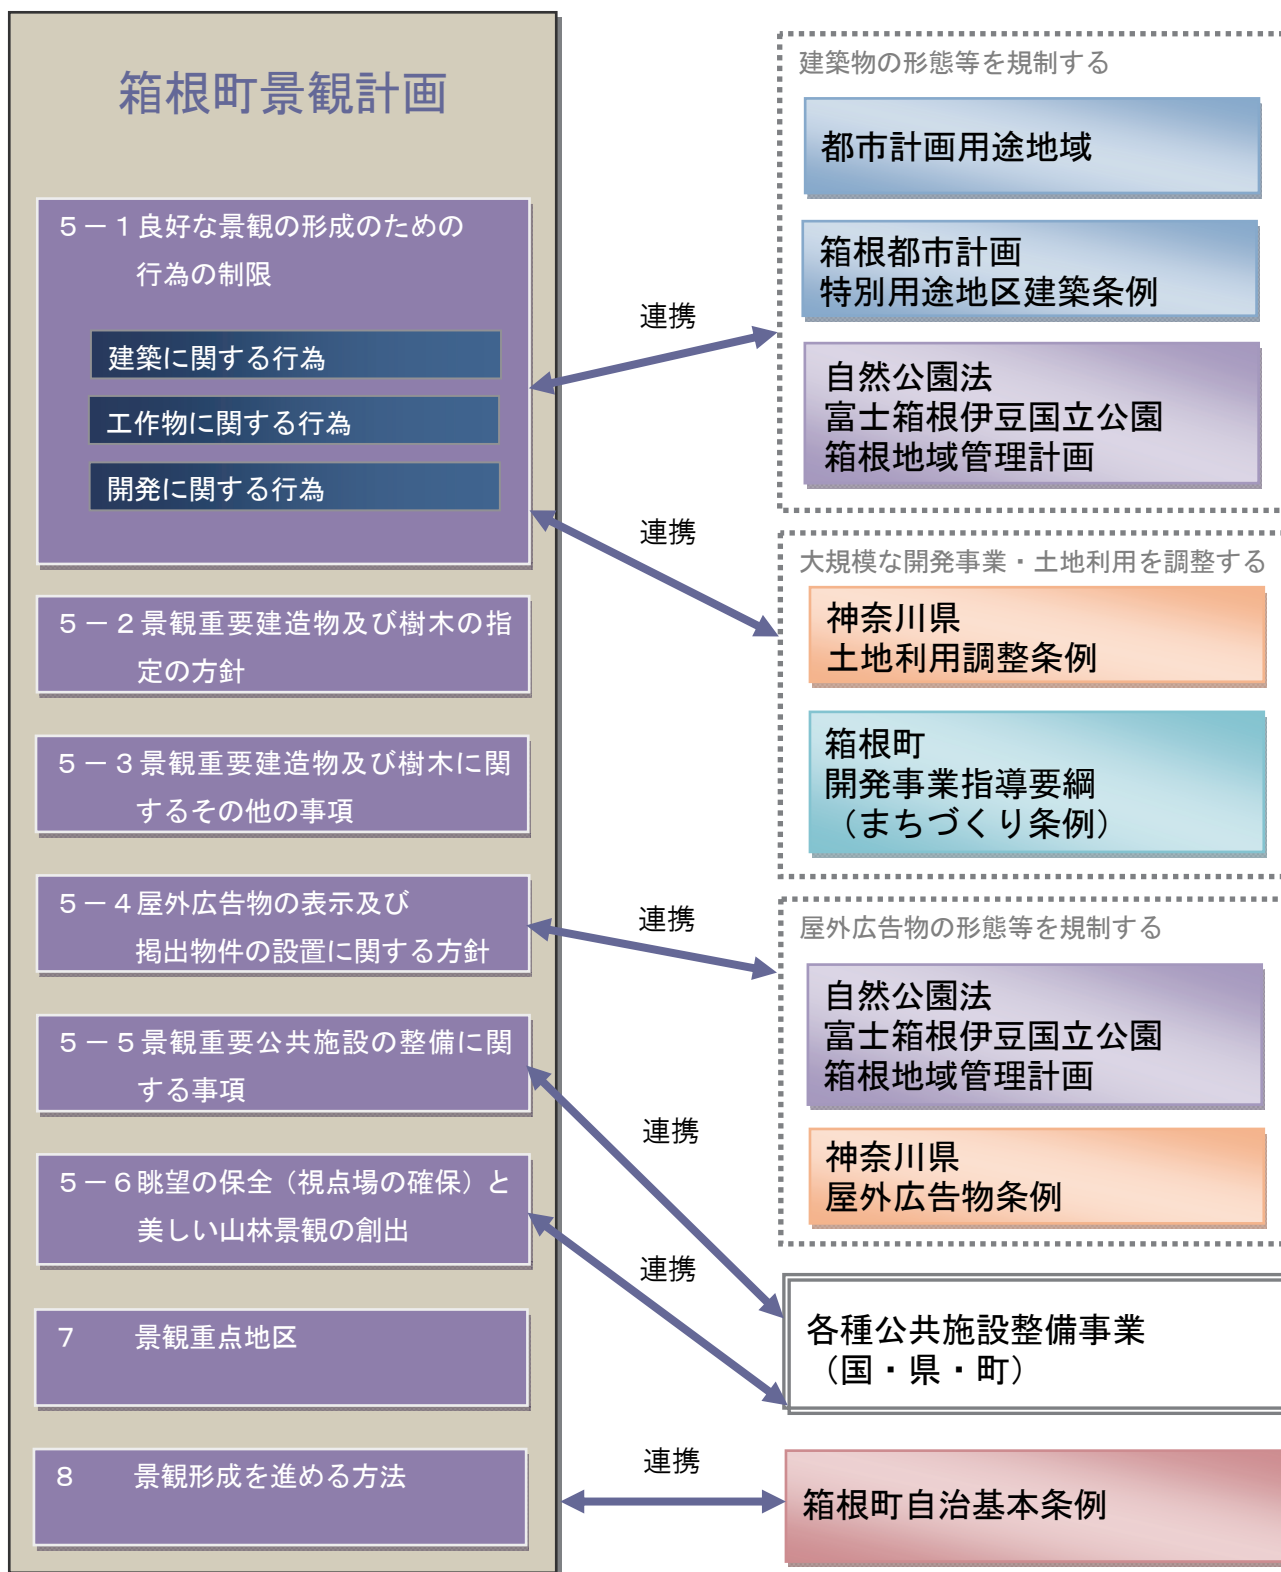 箱根町景観計画
５－１良好な景観の形成のための
行為の制限
建築に関する行為
工作物に関する行為
開発に関する行為
５－２景観重要建造物及び樹木の指
定の方針
５－３景観重要建造物及び樹木に関
するその他の事項
５－４屋外広告物の表示及び
掲出物件の設置に関する方針
５－５景観重要公共施設の整備に関
する事項
５－６眺望の保全（視点場の確保）と
美しい山林景観の創出
７　景観重点地区
８　景観形成を進める方法
連携
連携
連携
連携
連携
連携
建築物の形態等を規制する
都市計画用途地域
箱根都市計画
特別用途地区建築条例
自然公園法
富士箱根伊豆国立公園
箱根地域管理計画
大規模な開発事業・土地利用を調整する
神奈川県
土地利用調整条例
箱根町
開発事業指導要綱
（まちづくり条例）
屋外広告物の形態等を規制する
自然公園法
富士箱根伊豆国立公園
箱根地域管理計画
神奈川県
屋外広告物条例
各種公共施設整備事業
（国・県・町）
箱根町自治基本条例